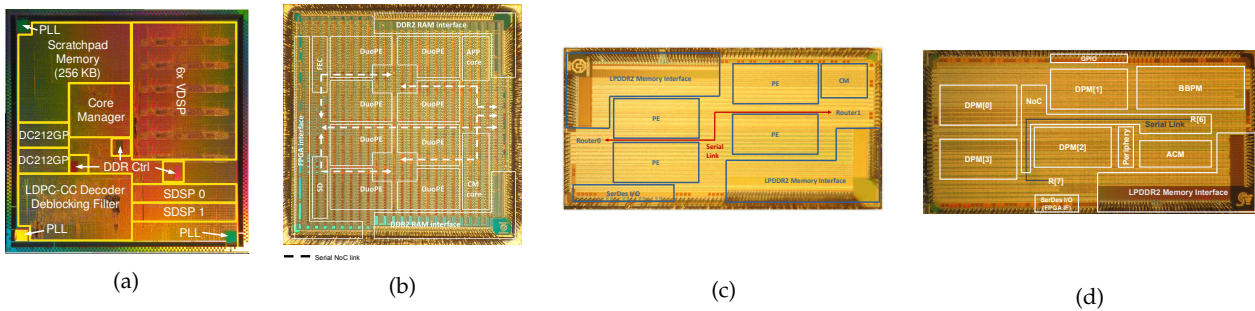 PLL
Scratchpad
Memory
(256 KB)
6x VDSP
Core
Manager
DC212GP
DC212GP
DDR Ctrl
LDPC-CC Decoder
Deblocking Filter
SDSP 0
SDSP 1
PLL
PLL
(a)
DDR2 RAM interface
FEC
DuoPE
DuoPE
APP
core
DuoPE
DuoPE
FPGA interface
DuoPE
DuoPE
SD
DuoPE
DuoPE
CM
core
DDR2 RAM interface
Serial NoC link
(b)
LPDDR2 Memory Interface
PE
CM
PE
Router1
PE
Router0
Serial
Link
PE
LPDDR2 Memory Interface
SerDes I/O
(c)
GPIO
DPM[0]
NoC
DPM[1]
BBPM
R[6]
Serial Link
DPM[3]
DPM[2]
Periphery
ACM
R[7]
LPDDR2 Memory Interface
SerDes I/O
(FPGA IF)
(d)